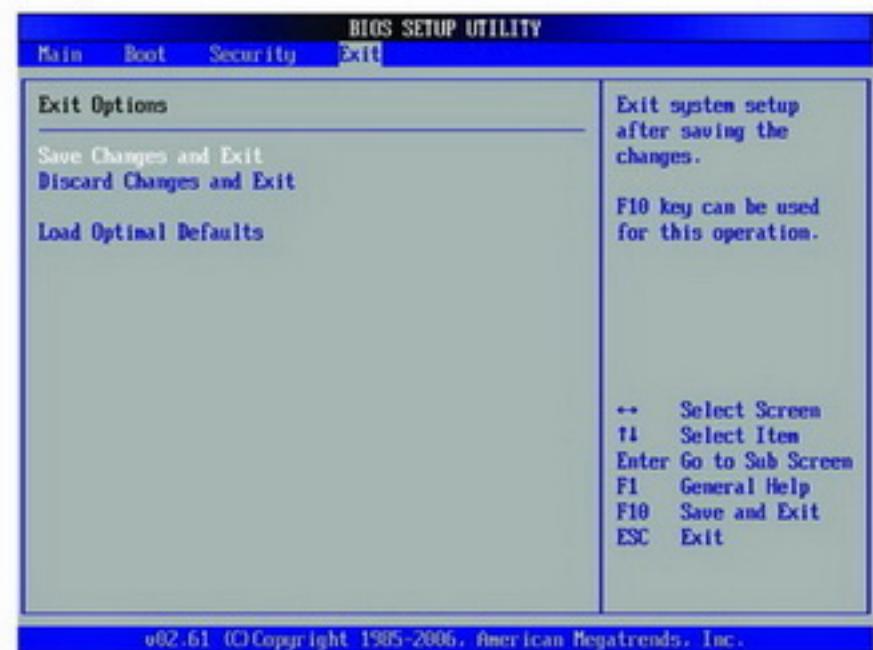 BIOS SETUP UTILITY
Main Boot Security Exit
Exit Options
Save Changes and Exit
Discard Changes and Exit
Load Optimal Defaults
Exit system setup
after saving the
changes.
F10 key can be used
for this operation.
↔ Select Screen
↑↓ Select Item
Enter Go to Sub Screen
F1 General Help
F10 Save and Exit
ESC Exit
v02.61 (C)Copyright 1985-2006, American Megatrends, Inc.